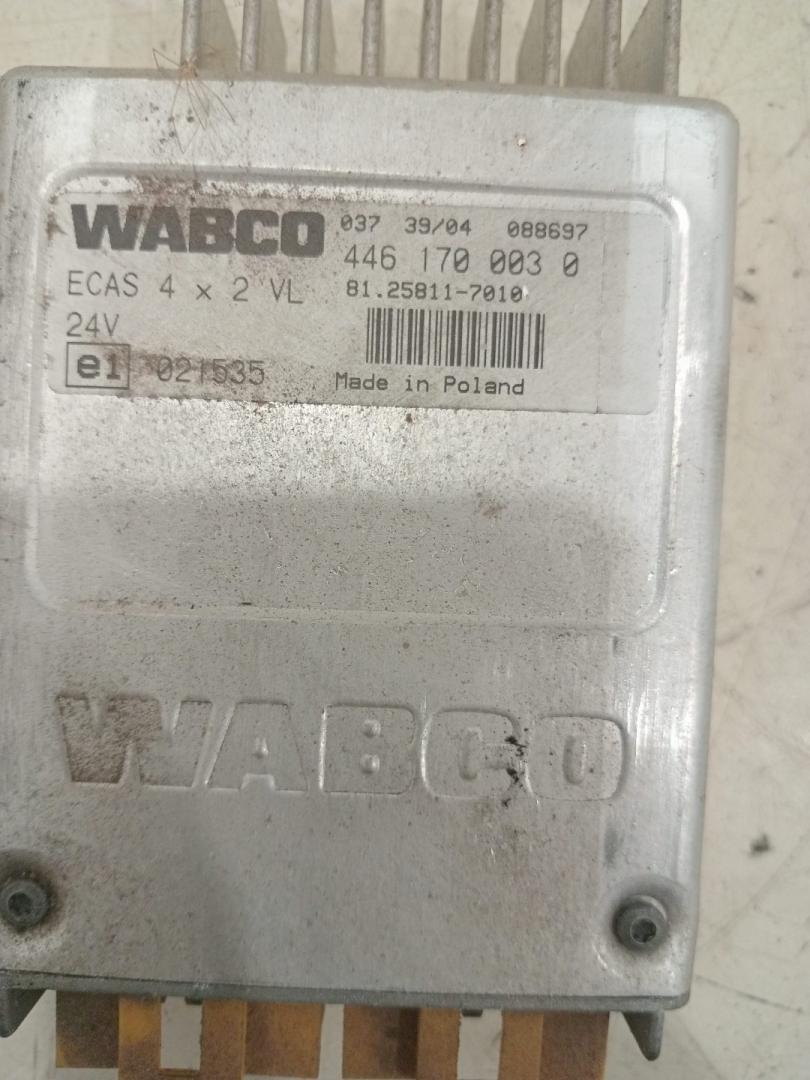 WABCO 037 39/04 088697
446 170 003 0
ECAS 4 x 2 VL 81.25811-7010
24V
e1 021535
Made in Poland
WABCO